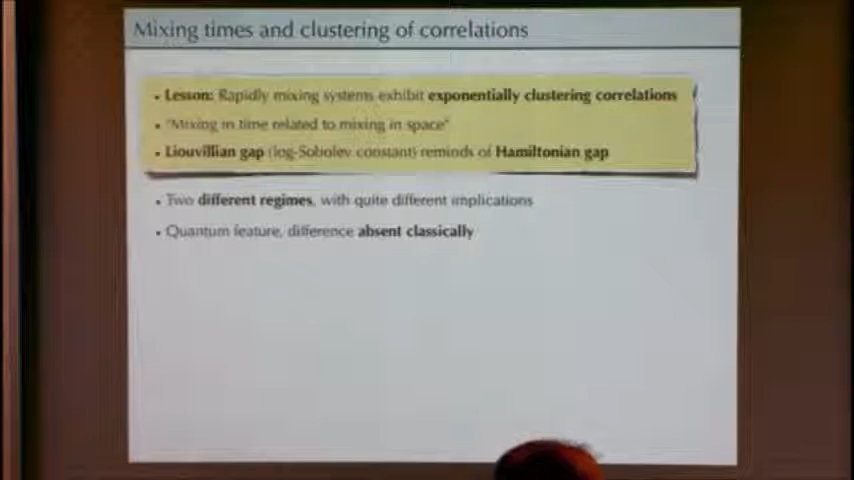 Mixing times and clustering of correlations
• Lesson: Rapidly mixing systems exhibit exponentially clustering correlations
• "Mixing in time related to mixing in space"
• Liouvillian gap (log-Sobolev constant) reminds of Hamiltonian gap
• Two different regimes, with quite different implications
• Quantum feature, difference absent classically